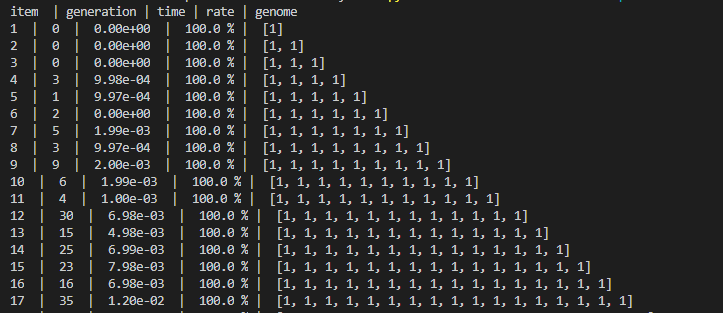 item | generation | time | rate | genome
1 | 0 | 0.00e+00 | 100.0 % | [1]
2 | 0 | 0.00e+00 | 100.0 % | [1, 1]
3 | 0 | 0.00e+00 | 100.0 % | [1, 1, 1]
4 | 3 | 9.98e-04 | 100.0 % | [1, 1, 1, 1]
5 | 1 | 9.97e-04 | 100.0 % | [1, 1, 1, 1, 1]
6 | 2 | 0.00e+00 | 100.0 % | [1, 1, 1, 1, 1, 1]
7 | 5 | 1.99e-03 | 100.0 % | [1, 1, 1, 1, 1, 1, 1]
8 | 3 | 9.97e-04 | 100.0 % | [1, 1, 1, 1, 1, 1, 1, 1]
9 | 9 | 2.00e-03 | 100.0 % | [1, 1, 1, 1, 1, 1, 1, 1, 1]
10 | 6 | 1.99e-03 | 100.0 % | [1, 1, 1, 1, 1, 1, 1, 1, 1, 1]
11 | 4 | 1.00e-03 | 100.0 % | [1, 1, 1, 1, 1, 1, 1, 1, 1, 1, 1]
12 | 30 | 6.98e-03 | 100.0 % | [1, 1, 1, 1, 1, 1, 1, 1, 1, 1, 1, 1]
13 | 15 | 4.98e-03 | 100.0 % | [1, 1, 1, 1, 1, 1, 1, 1, 1, 1, 1, 1, 1]
14 | 25 | 6.99e-03 | 100.0 % | [1, 1, 1, 1, 1, 1, 1, 1, 1, 1, 1, 1, 1, 1]
15 | 23 | 7.98e-03 | 100.0 % | [1, 1, 1, 1, 1, 1, 1, 1, 1, 1, 1, 1, 1, 1, 1]
16 | 16 | 6.98e-03 | 100.0 % | [1, 1, 1, 1, 1, 1, 1, 1, 1, 1, 1, 1, 1, 1, 1, 1]
17 | 35 | 1.20e-02 | 100.0 % | [1, 1, 1, 1, 1, 1, 1, 1, 1, 1, 1, 1, 1, 1, 1, 1, 1]